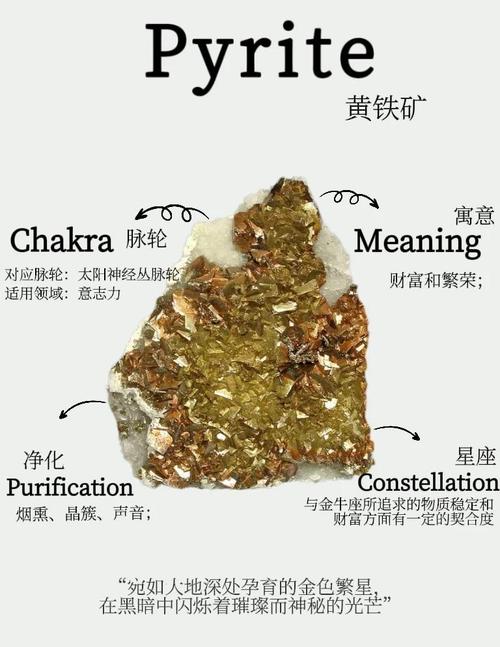 Pyrite
黄铁矿
Chakra 脉轮
对应脉轮：太阳神经丛脉轮
适用领域：意志力
寓意
Meaning
财富和繁荣；
净化
Purification
烟熏、晶簇、声音；
星座
Constellation
与金牛座所追求的物质稳定和
财富方面有一定的契合度
“宛如大地深处孕育的金色繁星，
在黑暗中闪烁着璀璨而神秘的光芒”